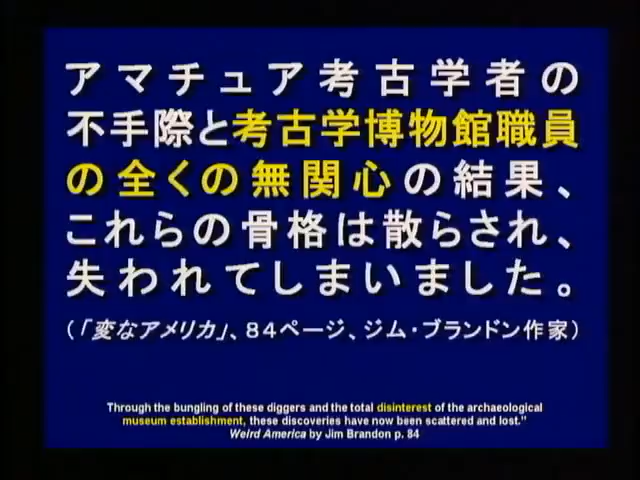 アマチュア考古学者の
不手際と考古学博物館職員
の全くの無関心の結果、
これらの骨格は散らされ、
失われてしまいました。
（「変なアメリカ」、84ページ、ジム・ブランドン作家）
Through the bungling of these diggers and the total disinterest of the archaeological
museum establishment, these discoveries have now been scattered and lost.”
Weird America by Jim Brandon p. 84